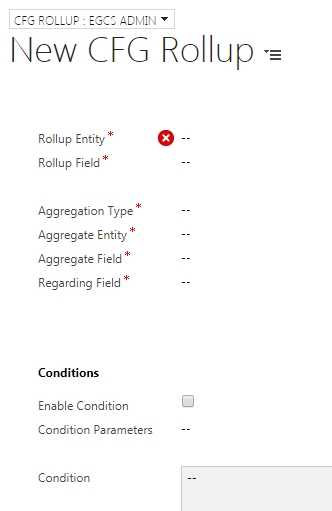 CFG ROLLUP : EGCS ADMIN
New CFG Rollup
Rollup Entity* --
Rollup Field* --
Aggregation Type* --
Aggregate Entity* --
Aggregate Field* --
Regarding Field* --
Conditions
Enable Condition
Condition Parameters --
Condition --